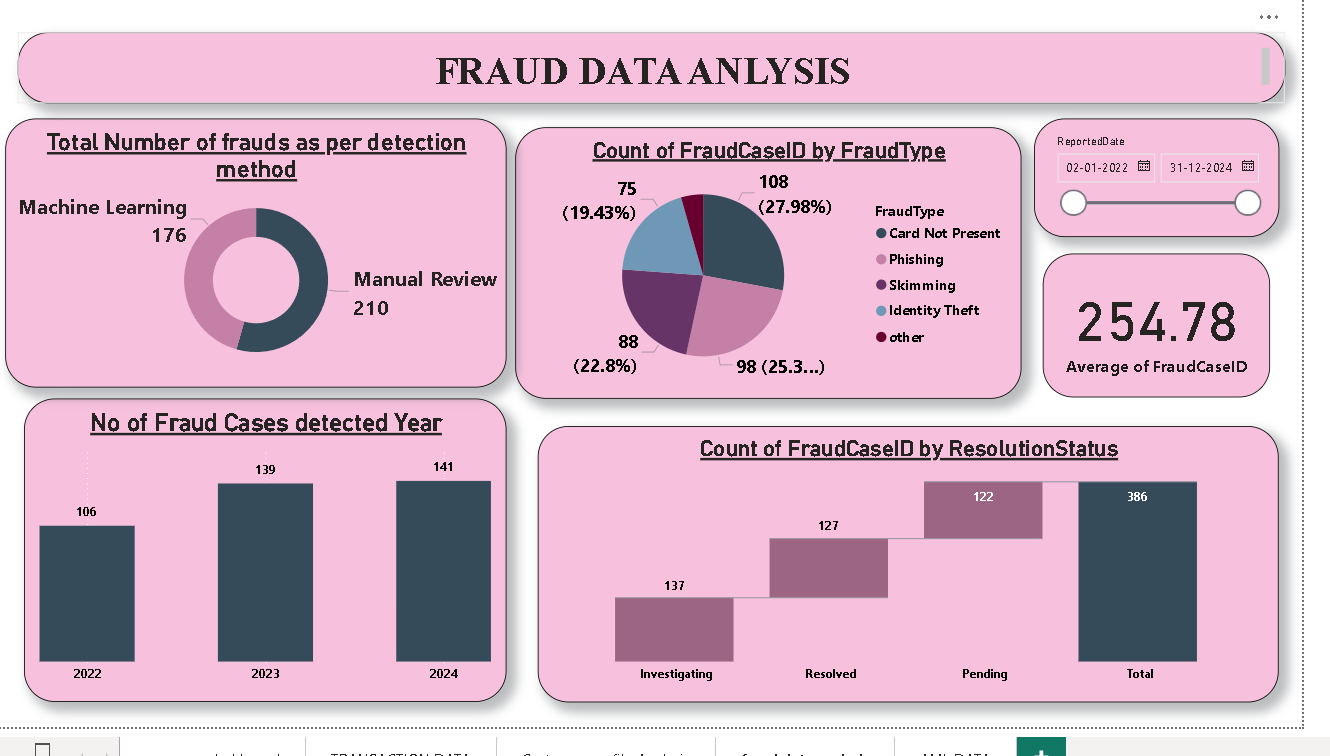 FRAUD DATA ANLYSIS
Total Number of frauds as per detection
method
Machine Learning
176
Manual Review
210
Count of FraudCaseID by FraudType
75
(19.43%)
108
(27.98%)
88
(22.8%)
98 (25.3...)
FraudType
Card Not Present
Phishing
Skimming
Identity Theft
other
ReportedDate
02-01-2022
31-12-2024
254.78
Average of FraudCaseID
No of Fraud Cases detected Year
106
139
141
2022
2023
2024
Count of FraudCaseID by ResolutionStatus
137
127
122
386
Investigating
Resolved
Pending
Total
TRANSACTION DATA